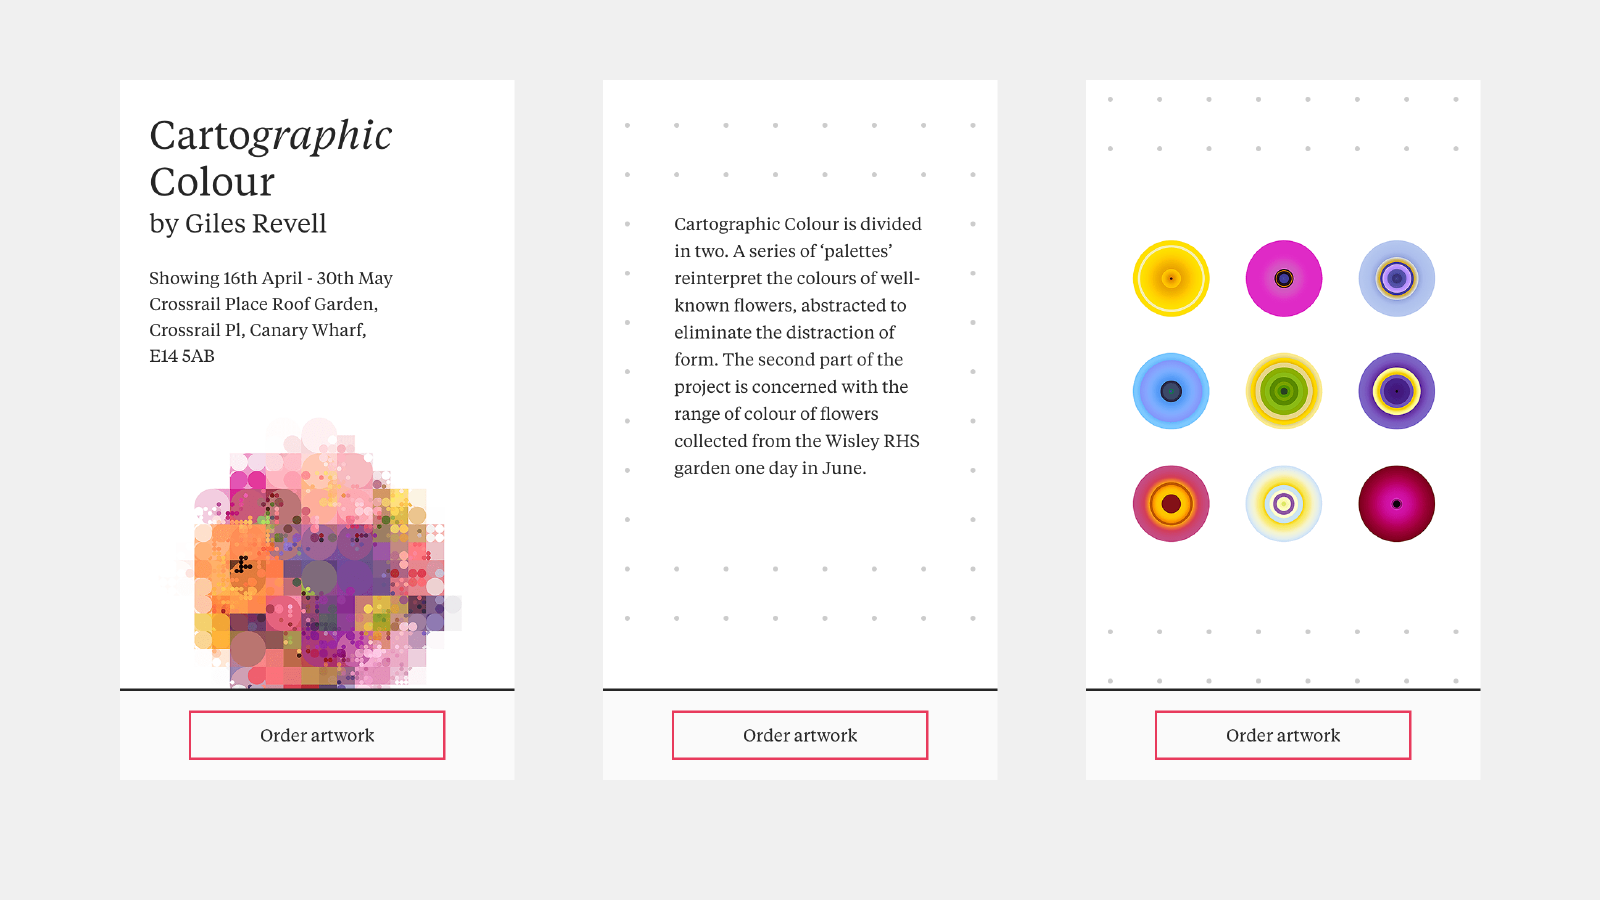 Cartographic
Colour
by Giles Revell
Showing 16th April - 30th May
Crossrail Place Roof Garden,
Crossrail Pl, Canary Wharf,
E14 5AB
Order artwork
Cartographic Colour is divided
in two. A series of ‘palettes’
reinterpret the colours of well-
known flowers, abstracted to
eliminate the distraction of
form. The second part of the
project is concerned with the
range of colour of flowers
collected from the Wisley RHS
garden one day in June.
Order artwork
Order artwork